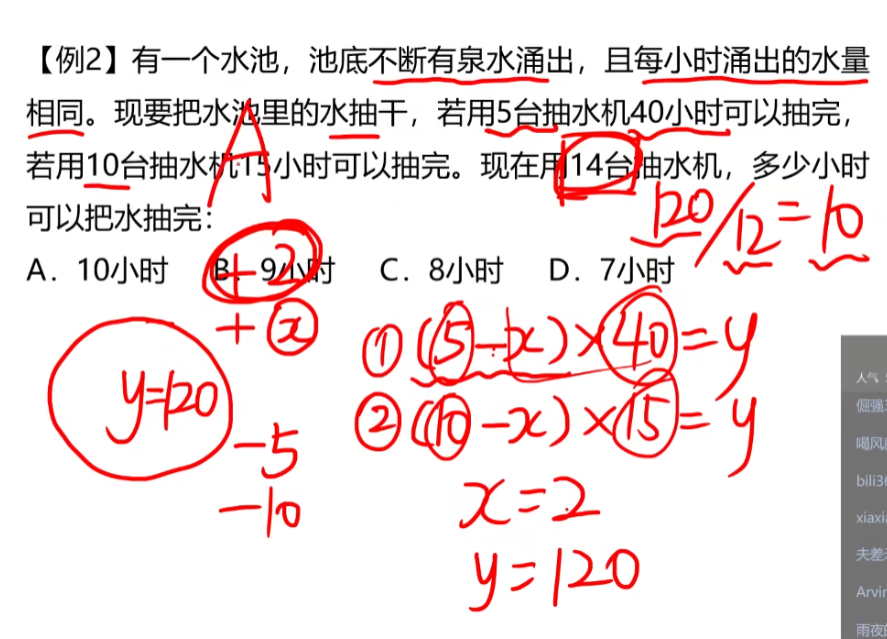 【例2】有一个水池，池底不断有泉水涌出，且每小时涌出的水量
相同。现要把水池里的水抽干，若用5台抽水机40小时可以抽完，
若用10台抽水机15小时可以抽完。现在用14台抽水机，多少小时
可以把水抽完：
A
120/12=10
A．10小时 B．9小时 C．8小时 D．7小时
+2
+x
①(5-x)×40=y
y=120
②(10-x)×15=y
-5
-10
x=2
y=120
人气
倔强
喝风
bili3
xiaxi
夫差
Arvin
雨夜